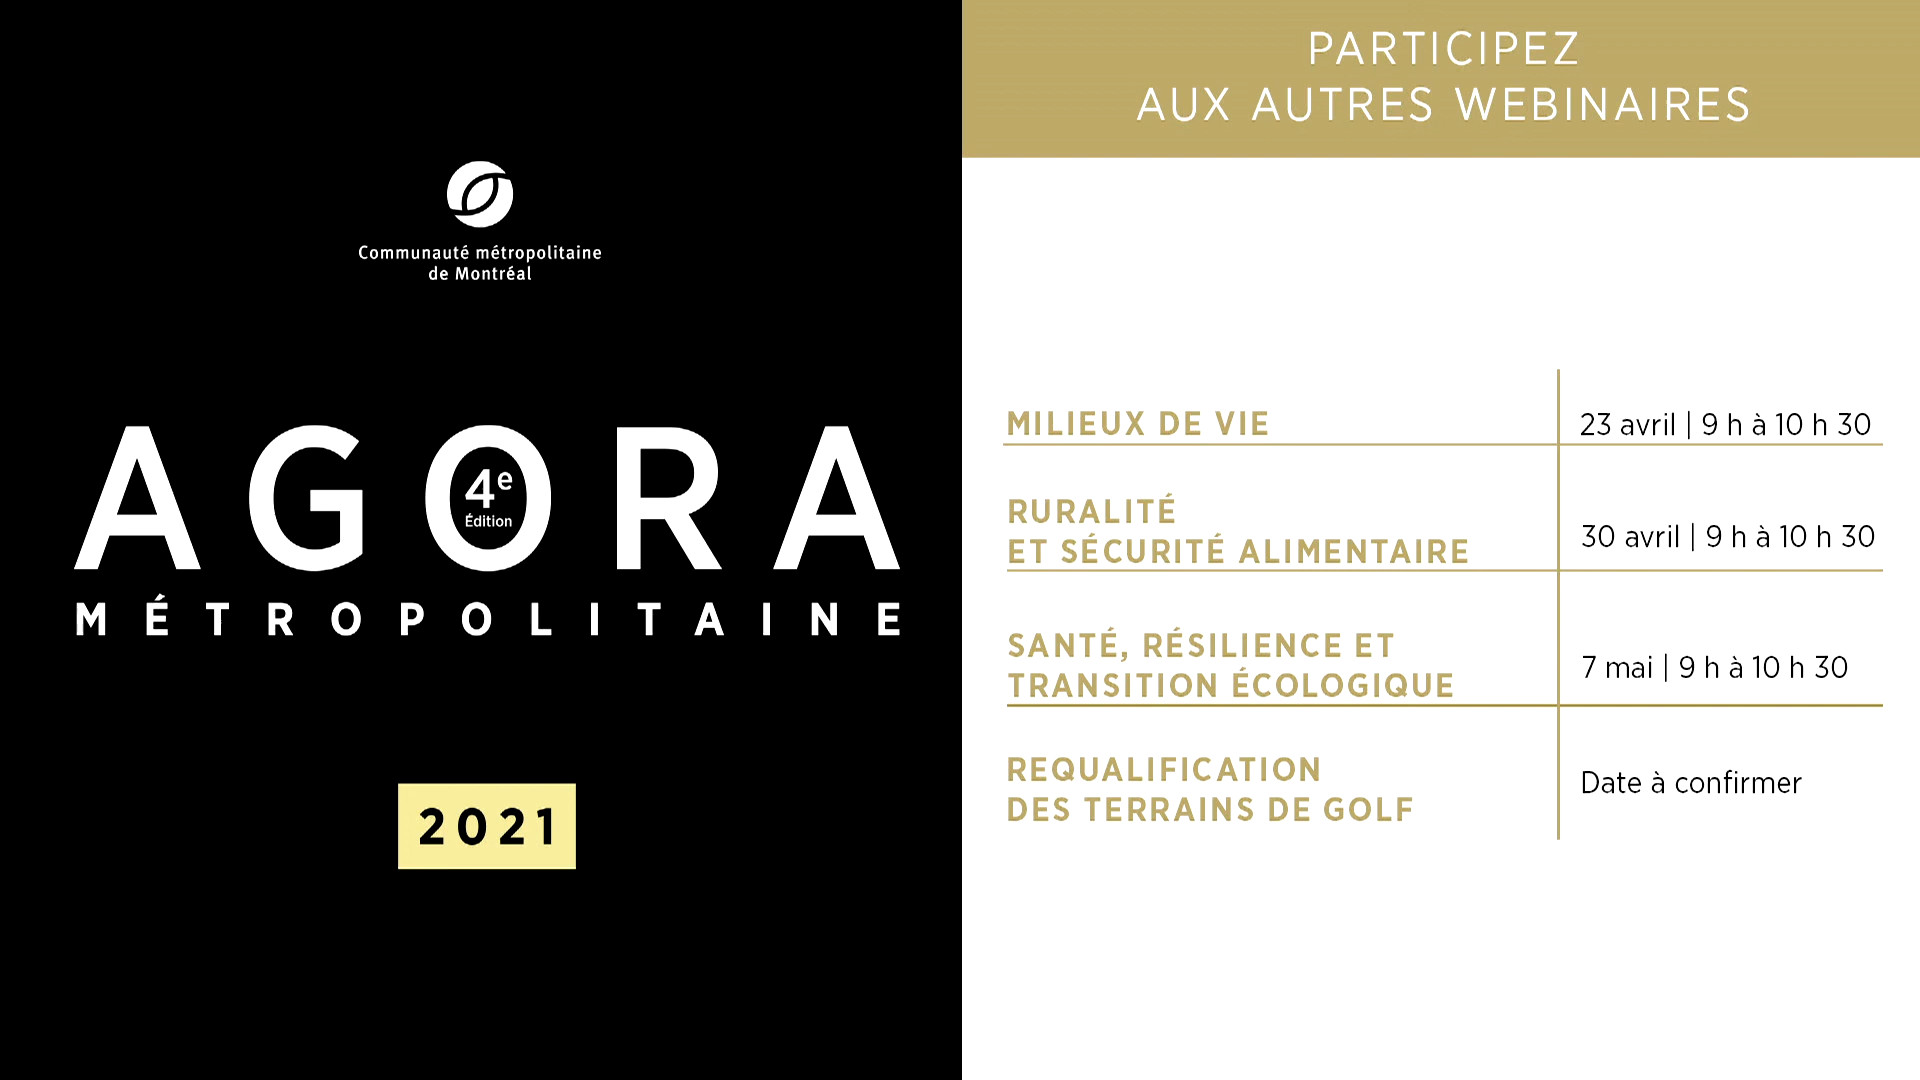 Communauté métropolitaine
de Montréal
AGORA
4e
Édition
MÉTROPOLITAINE
2021
PARTICIPEZ
AUX AUTRES WEBINAIRES
MILIEUX DE VIE
23 avril | 9 h à 10 h 30
RURALITÉ
ET SÉCURITÉ ALIMENTAIRE
30 avril | 9 h à 10 h 30
SANTÉ, RÉSILIENCE ET
TRANSITION ÉCOLOGIQUE
7 mai | 9 h à 10 h 30
REQUALIFICATION
DES TERRAINS DE GOLF
Date à confirmer